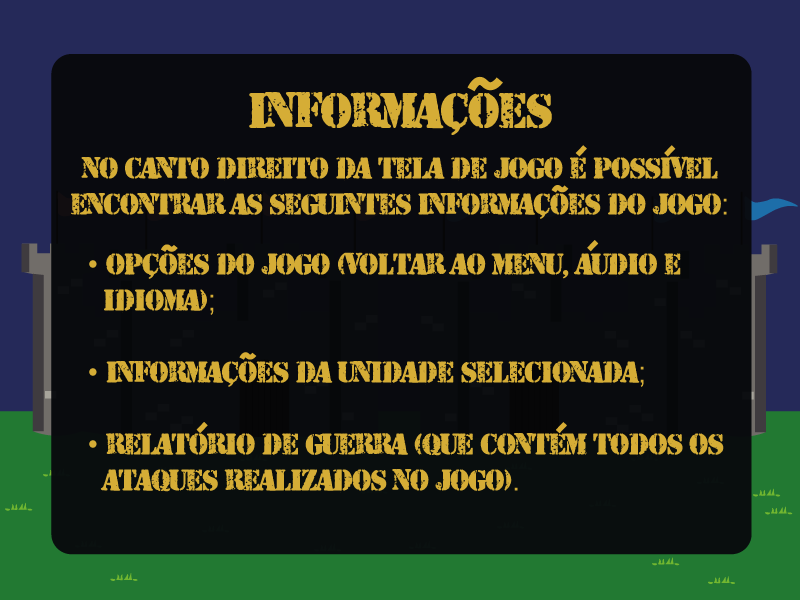 INFORMAÇÕES
NO CANTO DIREITO DA TELA DE JOGO É POSSÍVEL
ENCONTRAR AS SEGUINTES INFORMAÇÕES DO JOGO:
• OPÇÕES DO JOGO (VOLTAR AO MENU, ÁUDIO E
IDIOMA);
• INFORMAÇÕES DA UNIDADE SELECIONADA;
• RELATÓRIO DE GUERRA (QUE CONTÉM TODOS OS
ATAQUES REALIZADOS NO JOGO).